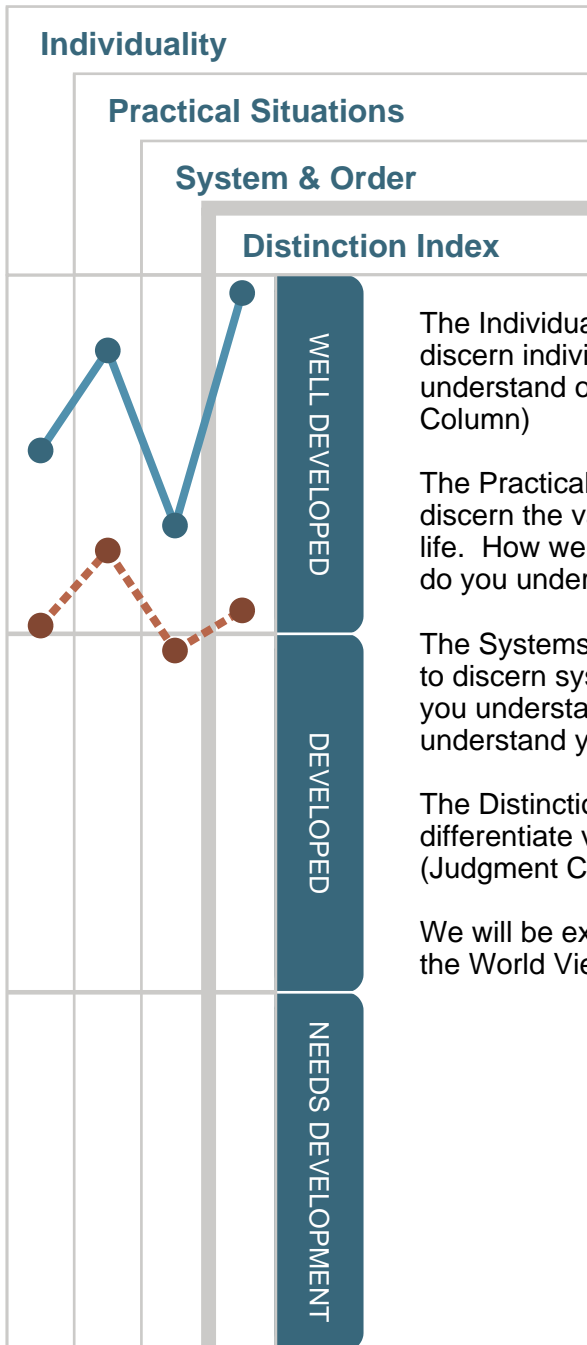 Individuality
Practical Situations
System & Order
Distinction Index
WELL DEVELOPED
DEVELOPED
NEEDS DEVELOPMENT
The Individua
discern indivi
understand o
Column)
The Practical
discern the v
life. How we
do you under
The Systems
to discern sys
you understa
understand y
The Distinctio
differentiate v
(Judgment C
We will be ex
the World Vie